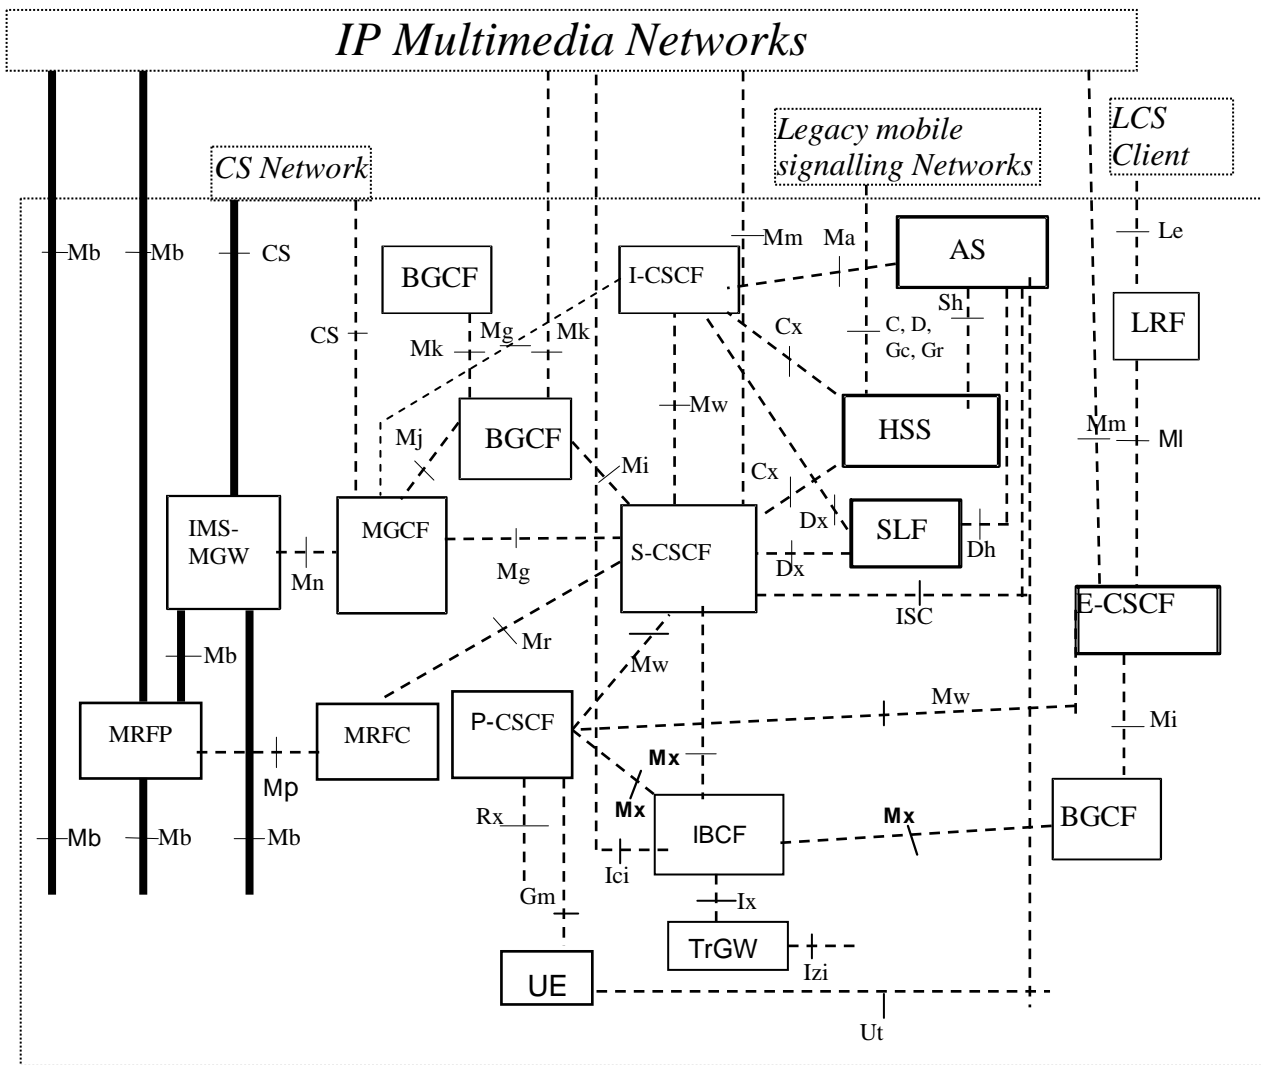 IP Multimedia Networks
Legacy mobile
signalling Networks
LCS
Client
CS Network
Mb
Mb
CS
BGCF
I-CSCF
Mm
Ma
AS
Le
Sh
LRF
CS
Mk
Mg
Mk
Cx
C, D,
Gc, Gr
Mw
Mj
BGCF
Mi
HSS
Mm
Ml
Cx
IMS-
MGW
MGCF
S-CSCF
Dx
SLF
Dh
Mn
Mg
Dx
ISC
E-CSCF
Mb
Mr
Mw
Mw
MRFP
MRFC
P-CSCF
Mi
Mp
Mx
Mx
Mx
Rx
IBCF
BGCF
Mb
Mb
Mb
Ici
Gm
Ix
TrGW
Izi
UE
Ut